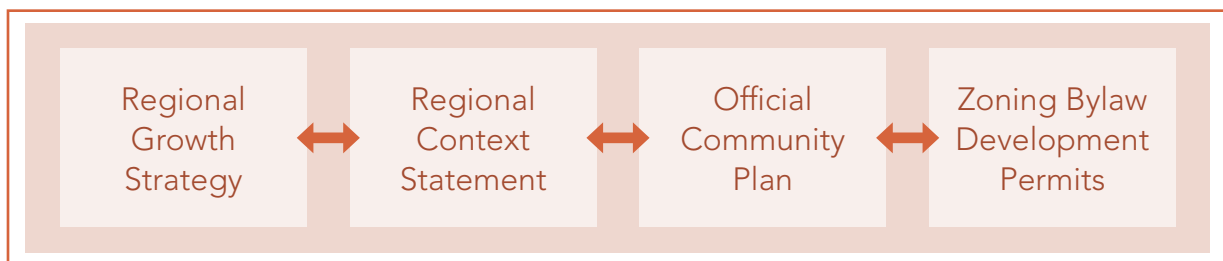 Regional
Growth
Strategy
Regional
Context
Statement
Official
Community
Plan
Zoning Bylaw
Development
Permits